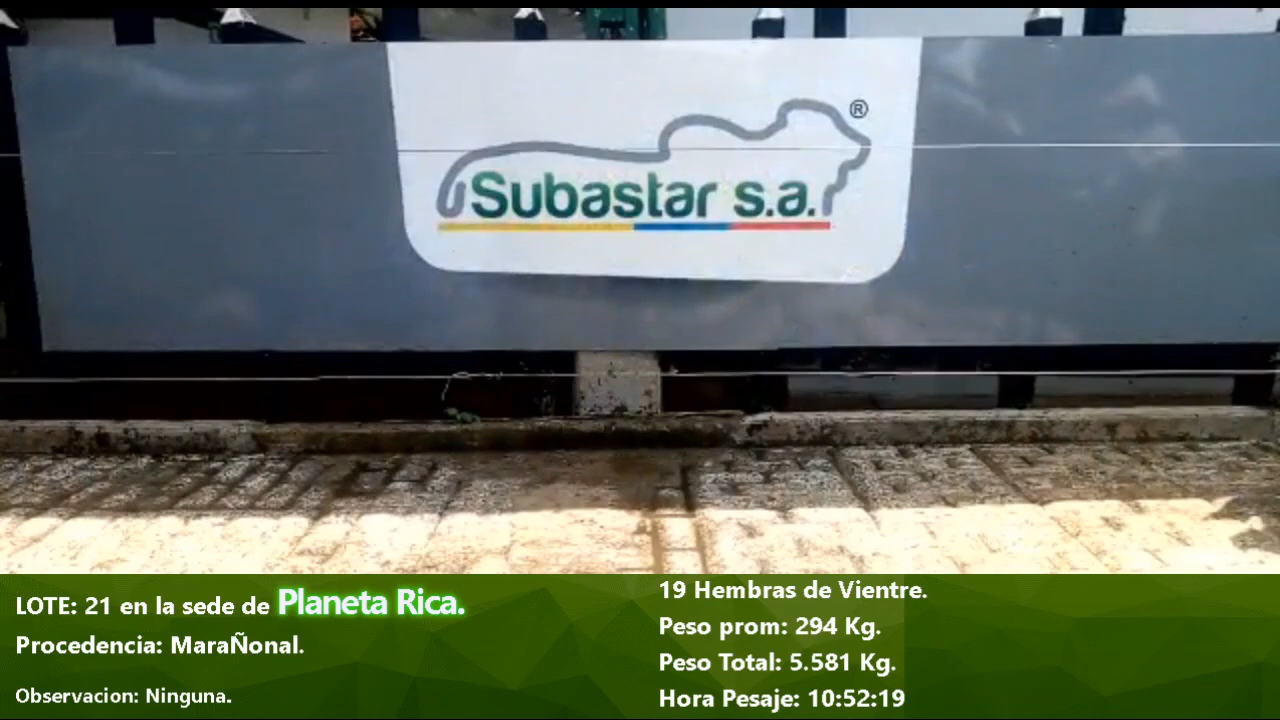 ®
Subastar s.a.
LOTE: 21 en la sede de Planeta Rica.
Procedencia: MaraÑonal.
Observacion: Ninguna.
19 Hembras de Vientre.
Peso prom: 294 Kg.
Peso Total: 5.581 Kg.
Hora Pesaje: 10:52:19